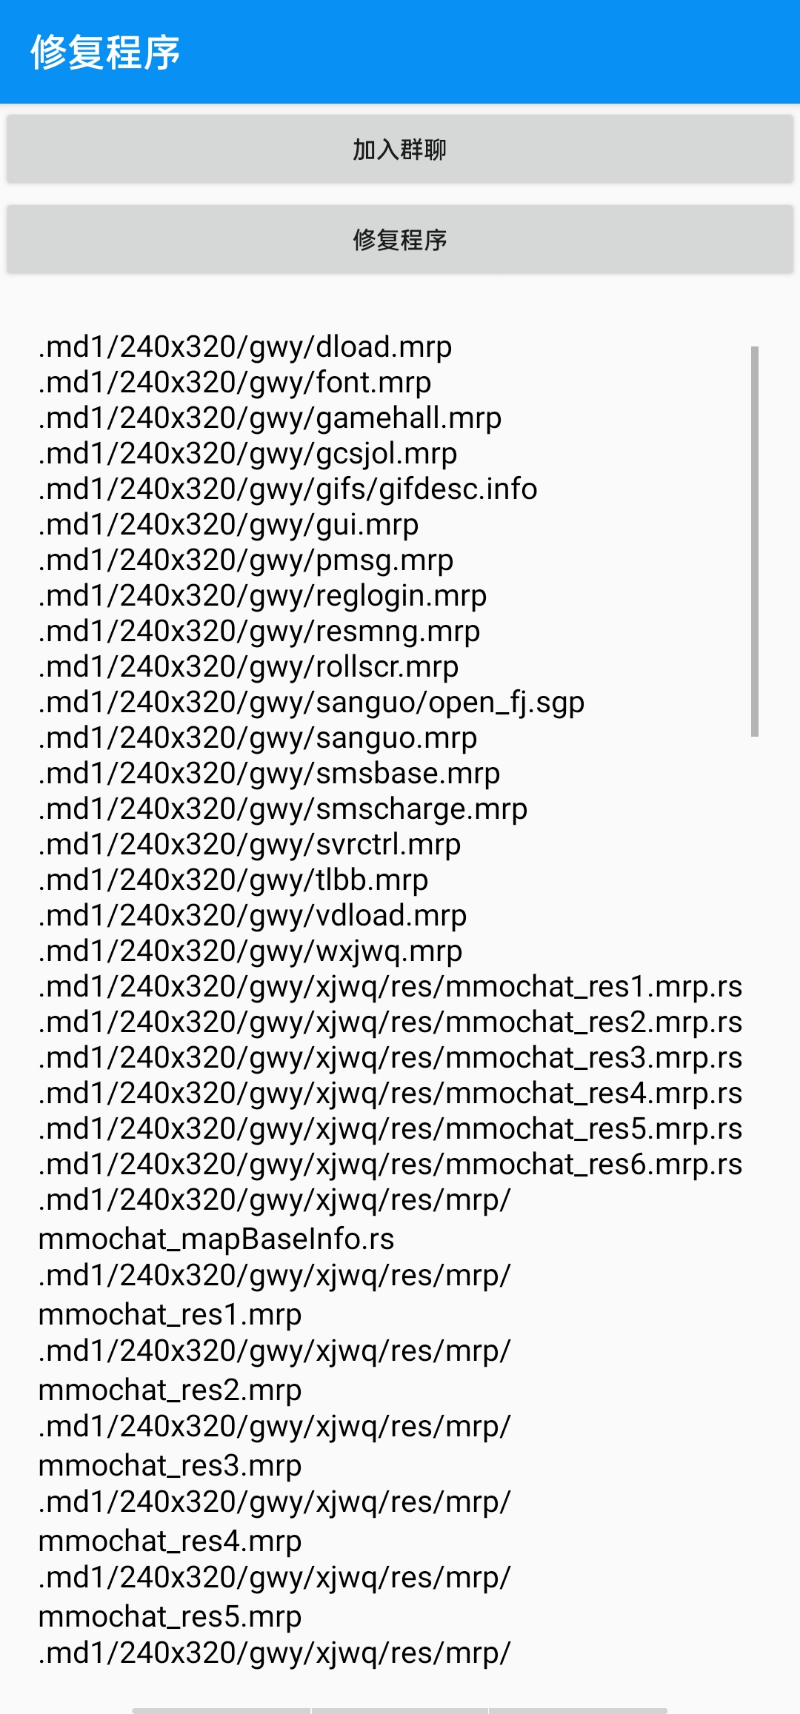 修复程序
加入群聊
修复程序
.md1/240x320/gwy/dload.mrp
.md1/240x320/gwy/font.mrp
.md1/240x320/gwy/gamehall.mrp
.md1/240x320/gwy/gcsjol.mrp
.md1/240x320/gwy/gifs/gifdesc.info
.md1/240x320/gwy/gui.mrp
.md1/240x320/gwy/pmsg.mrp
.md1/240x320/gwy/reglogin.mrp
.md1/240x320/gwy/resmng.mrp
.md1/240x320/gwy/rollscr.mrp
.md1/240x320/gwy/sanguo/open_fj.sgp
.md1/240x320/gwy/sanguo.mrp
.md1/240x320/gwy/smsbase.mrp
.md1/240x320/gwy/smscharge.mrp
.md1/240x320/gwy/svrctrl.mrp
.md1/240x320/gwy/tlbb.mrp
.md1/240x320/gwy/vdload.mrp
.md1/240x320/gwy/wxjwq.mrp
.md1/240x320/gwy/xjwq/res/mmochat_res1.mrp.rs
.md1/240x320/gwy/xjwq/res/mmochat_res2.mrp.rs
.md1/240x320/gwy/xjwq/res/mmochat_res3.mrp.rs
.md1/240x320/gwy/xjwq/res/mmochat_res4.mrp.rs
.md1/240x320/gwy/xjwq/res/mmochat_res5.mrp.rs
.md1/240x320/gwy/xjwq/res/mmochat_res6.mrp.rs
.md1/240x320/gwy/xjwq/res/mrp/
mmochat_mapBaseInfo.rs
.md1/240x320/gwy/xjwq/res/mrp/
mmochat_res1.mrp
.md1/240x320/gwy/xjwq/res/mrp/
mmochat_res2.mrp
.md1/240x320/gwy/xjwq/res/mrp/
mmochat_res3.mrp
.md1/240x320/gwy/xjwq/res/mrp/
mmochat_res4.mrp
.md1/240x320/gwy/xjwq/res/mrp/
mmochat_res5.mrp
.md1/240x320/gwy/xjwq/res/mrp/